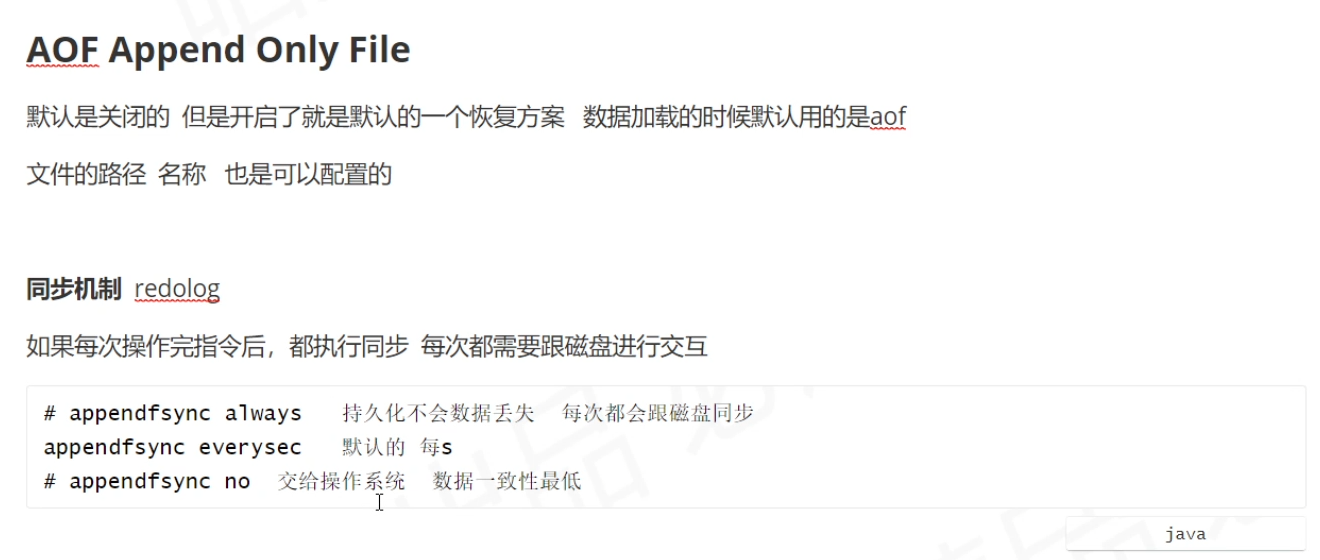 AOF Append Only File
默认是关闭的 但是开启了就是默认的一个恢复方案 数据加载的时候默认用的是aof
文件的路径 名称 也是可以配置的
同步机制 redolog
如果每次操作完指令后，都执行同步 每次都需要跟磁盘进行交互
# appendfsync always 持久化不会数据丢失 每次都会跟磁盘同步
appendfsync everysec 默认的 每s
# appendfsync no 交给操作系统 数据一致性最低
java